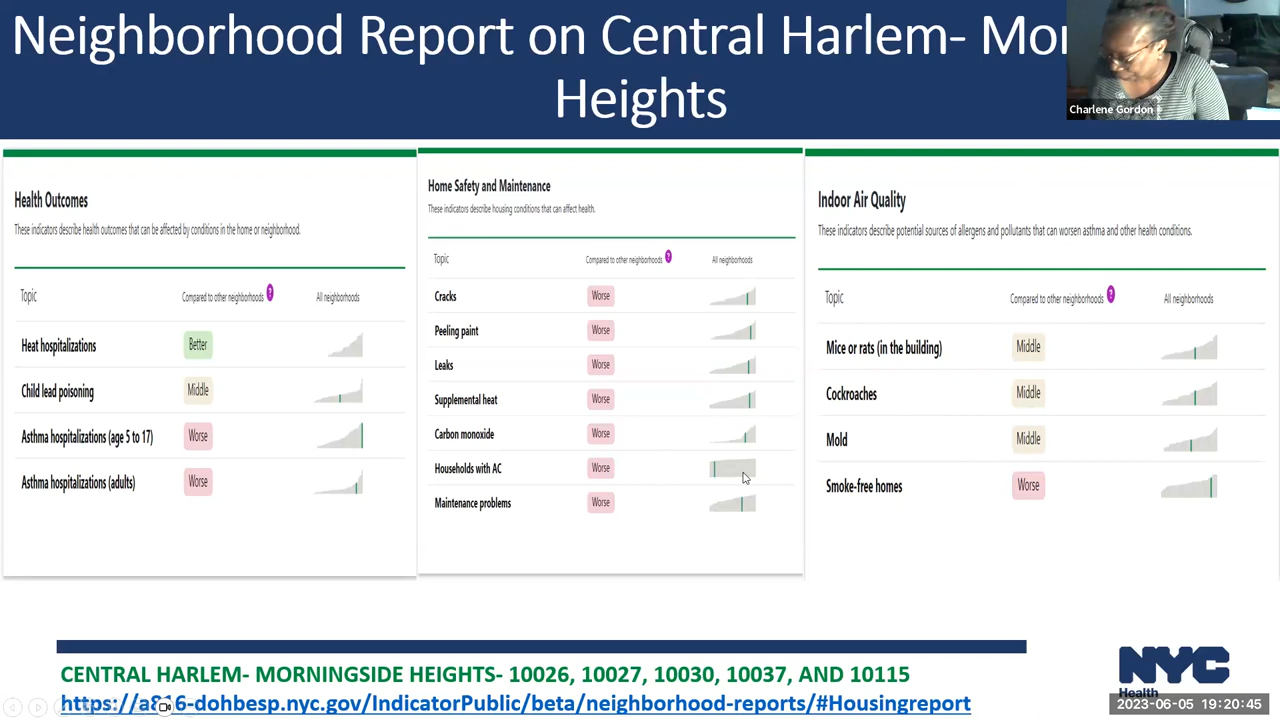 Neighborhood Report on Central Harlem- Mor
Heights
Charlene Gordon
Health Outcomes
These indicators describe health outcomes that can be affected by conditions in the home or neighborhood.
Topic
Compared to other neighborhoods ?
All neighborhoods
Heat hospitalizations
Better
Child lead poisoning
Middle
Asthma hospitalizations (age 5 to 17)
Worse
Asthma hospitalizations (adults)
Worse
Home Safety and Maintenance
These indicators describe housing conditions that can affect health.
Topic
Compared to other neighborhoods ?
All neighborhoods
Cracks
Worse
Peeling paint
Worse
Leaks
Worse
Supplemental heat
Worse
Carbon monoxide
Worse
Households with AC
Worse
Maintenance problems
Worse
Indoor Air Quality
These indicators describe potential sources of allergens and pollutants that can worsen asthma and other health conditions.
Topic
Compared to other neighborhoods ?
All neighborhoods
Mice or rats (in the building)
Middle
Cockroaches
Middle
Mold
Middle
Smoke-free homes
Worse
CENTRAL HARLEM- MORNINGSIDE HEIGHTS- 10026, 10027, 10030, 10037, AND 10115
https://a816-dohbesp.nyc.gov/IndicatorPublic/beta/neighborhood-reports/#Housingreport
NYC
Health
2023-06-05 19:20:45